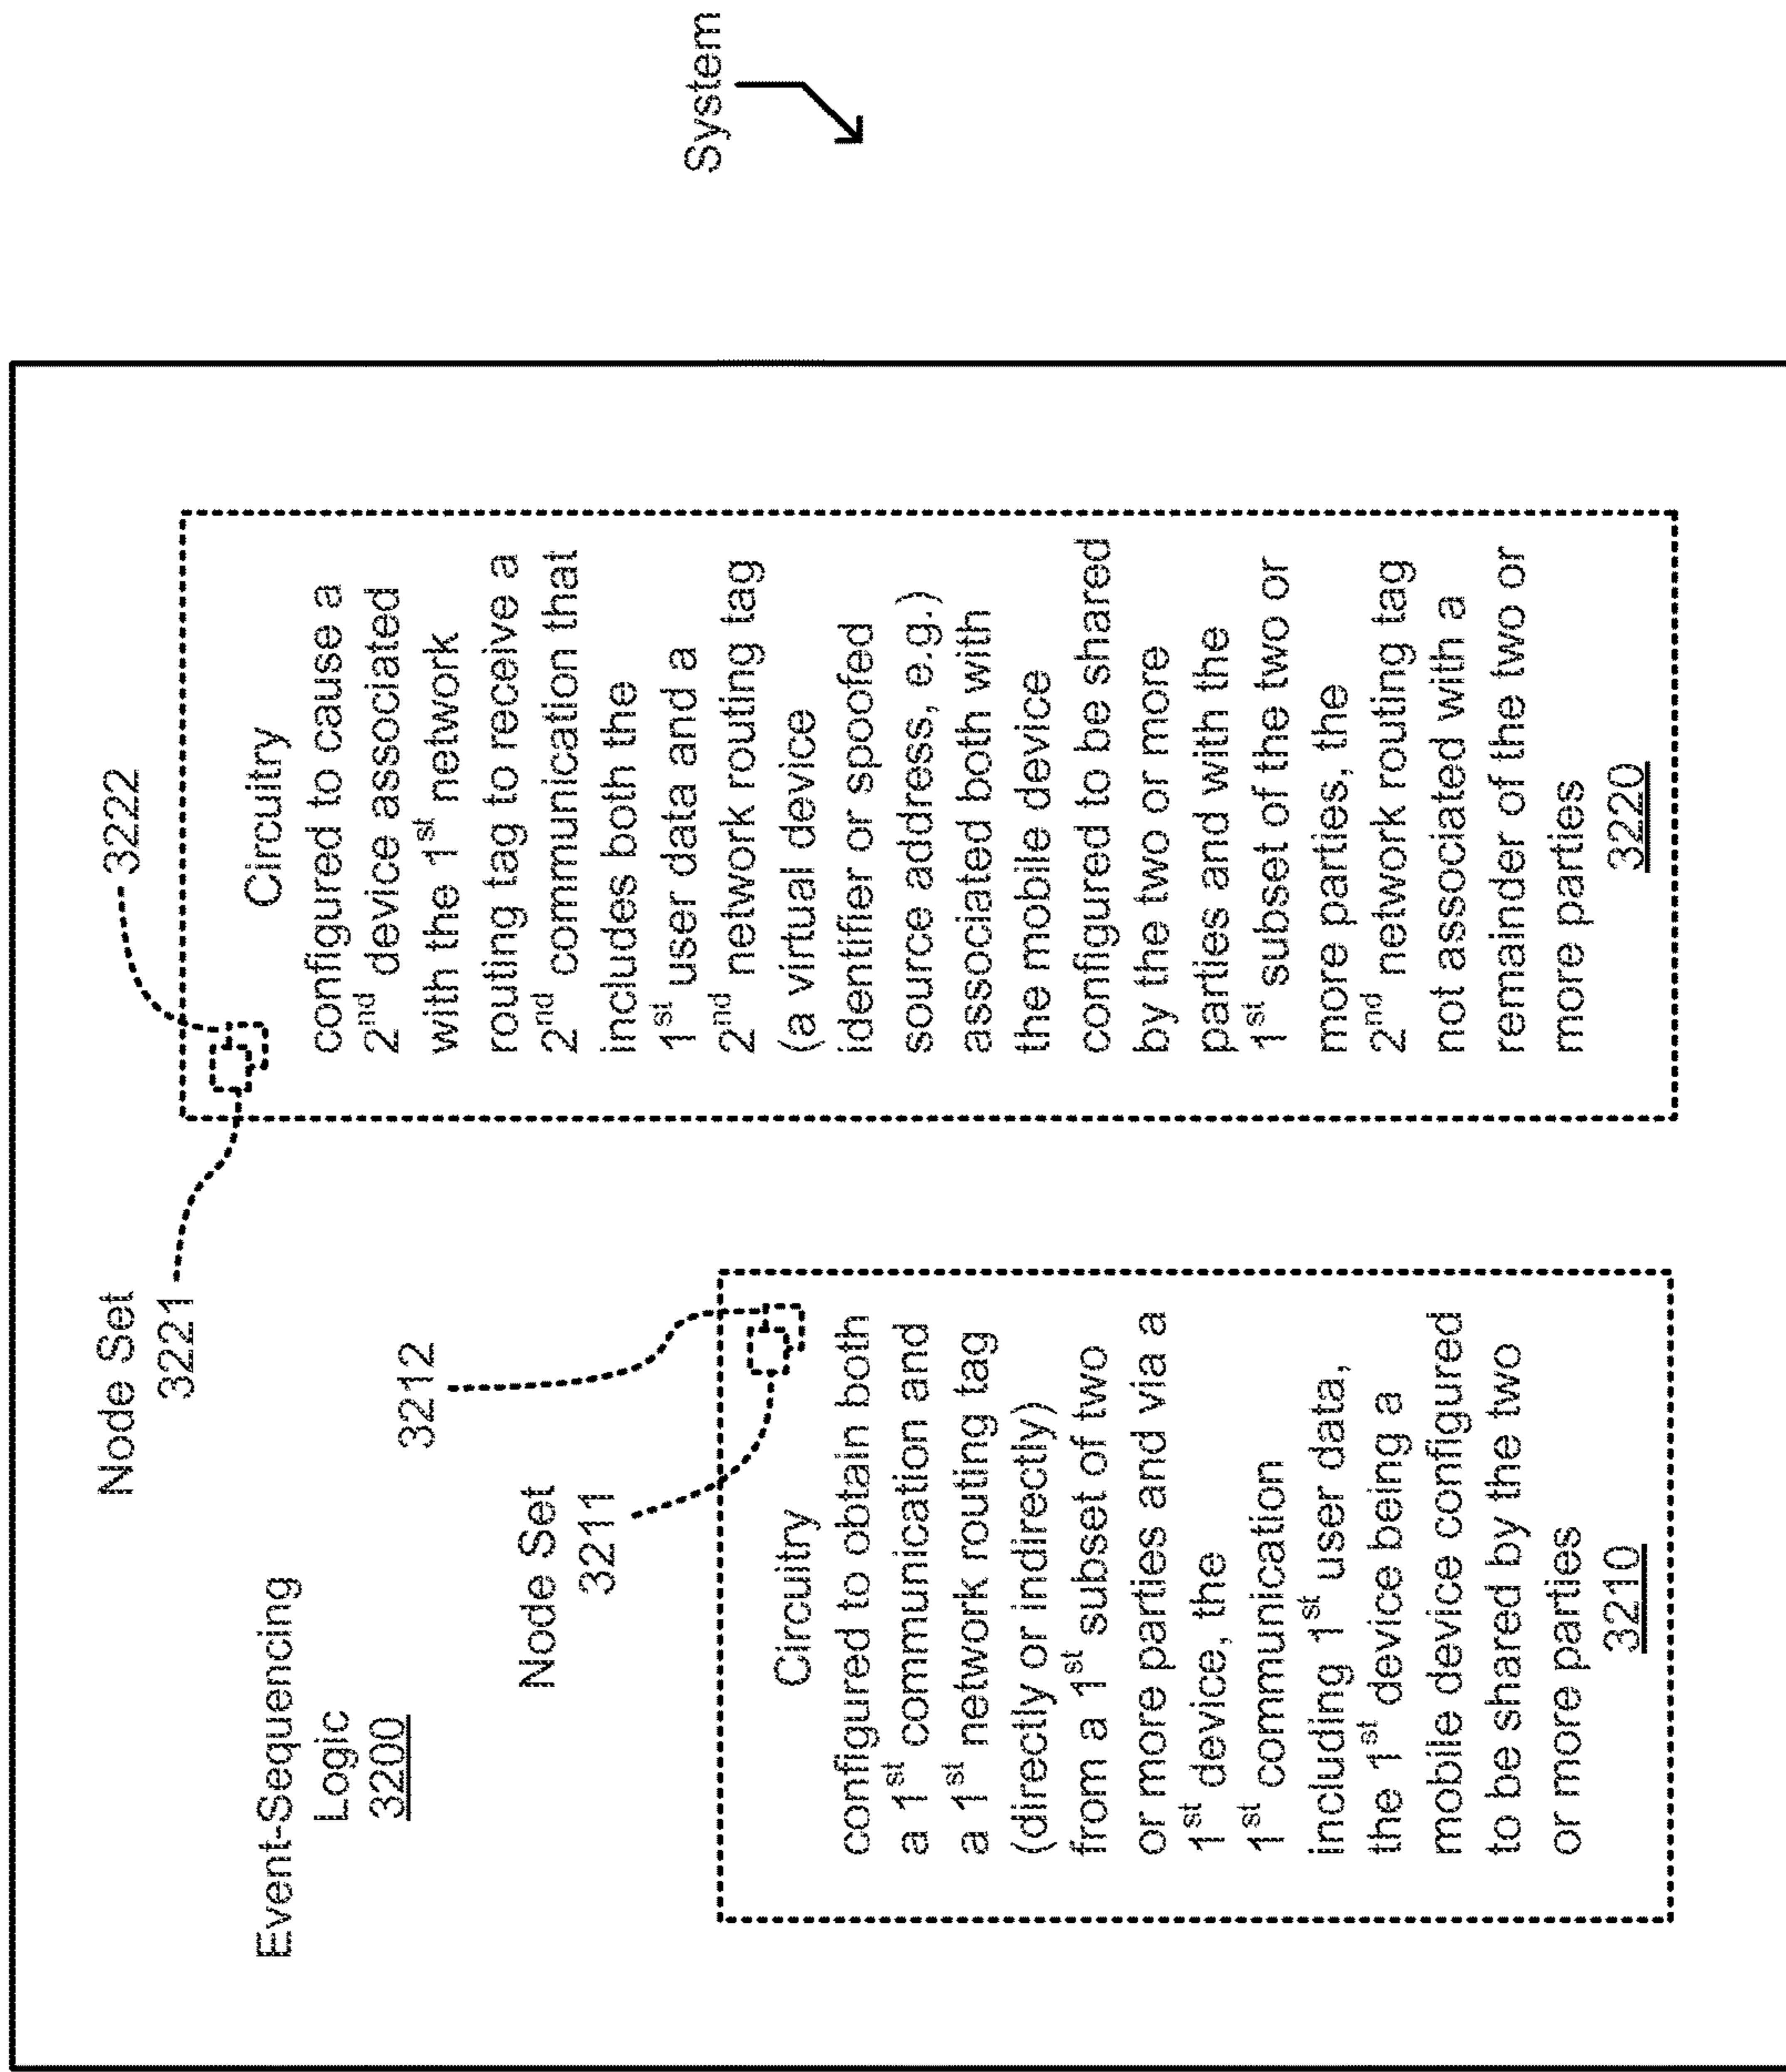 Event-Sequencing
Logic
3200
Node Set
3221
3222
3212
Node Set
3211
Circuitry
configured to obtain both
a 1st communication and
a 1st network routing tag
(directly or indirectly)
from a 1st subset of two
or more parties and via a
1st device, the
1st communication
including 1st user data,
the 1st device being a
mobile device configured
to be shared by the two
or more parties
3210
Circuitry
configured to cause a
2nd device associated
with the 1st network
routing tag to receive a
2nd communication that
includes both the
1st user data and a
2nd network routing tag
(a virtual device
identifier or spoofed
source address, e.g.)
associated both with
the mobile device
configured to be shared
by the two or more
parties and with the
1st subset of the two or
more parties, the
2nd network routing tag
not associated with a
remainder of the two or
more parties
3220
System